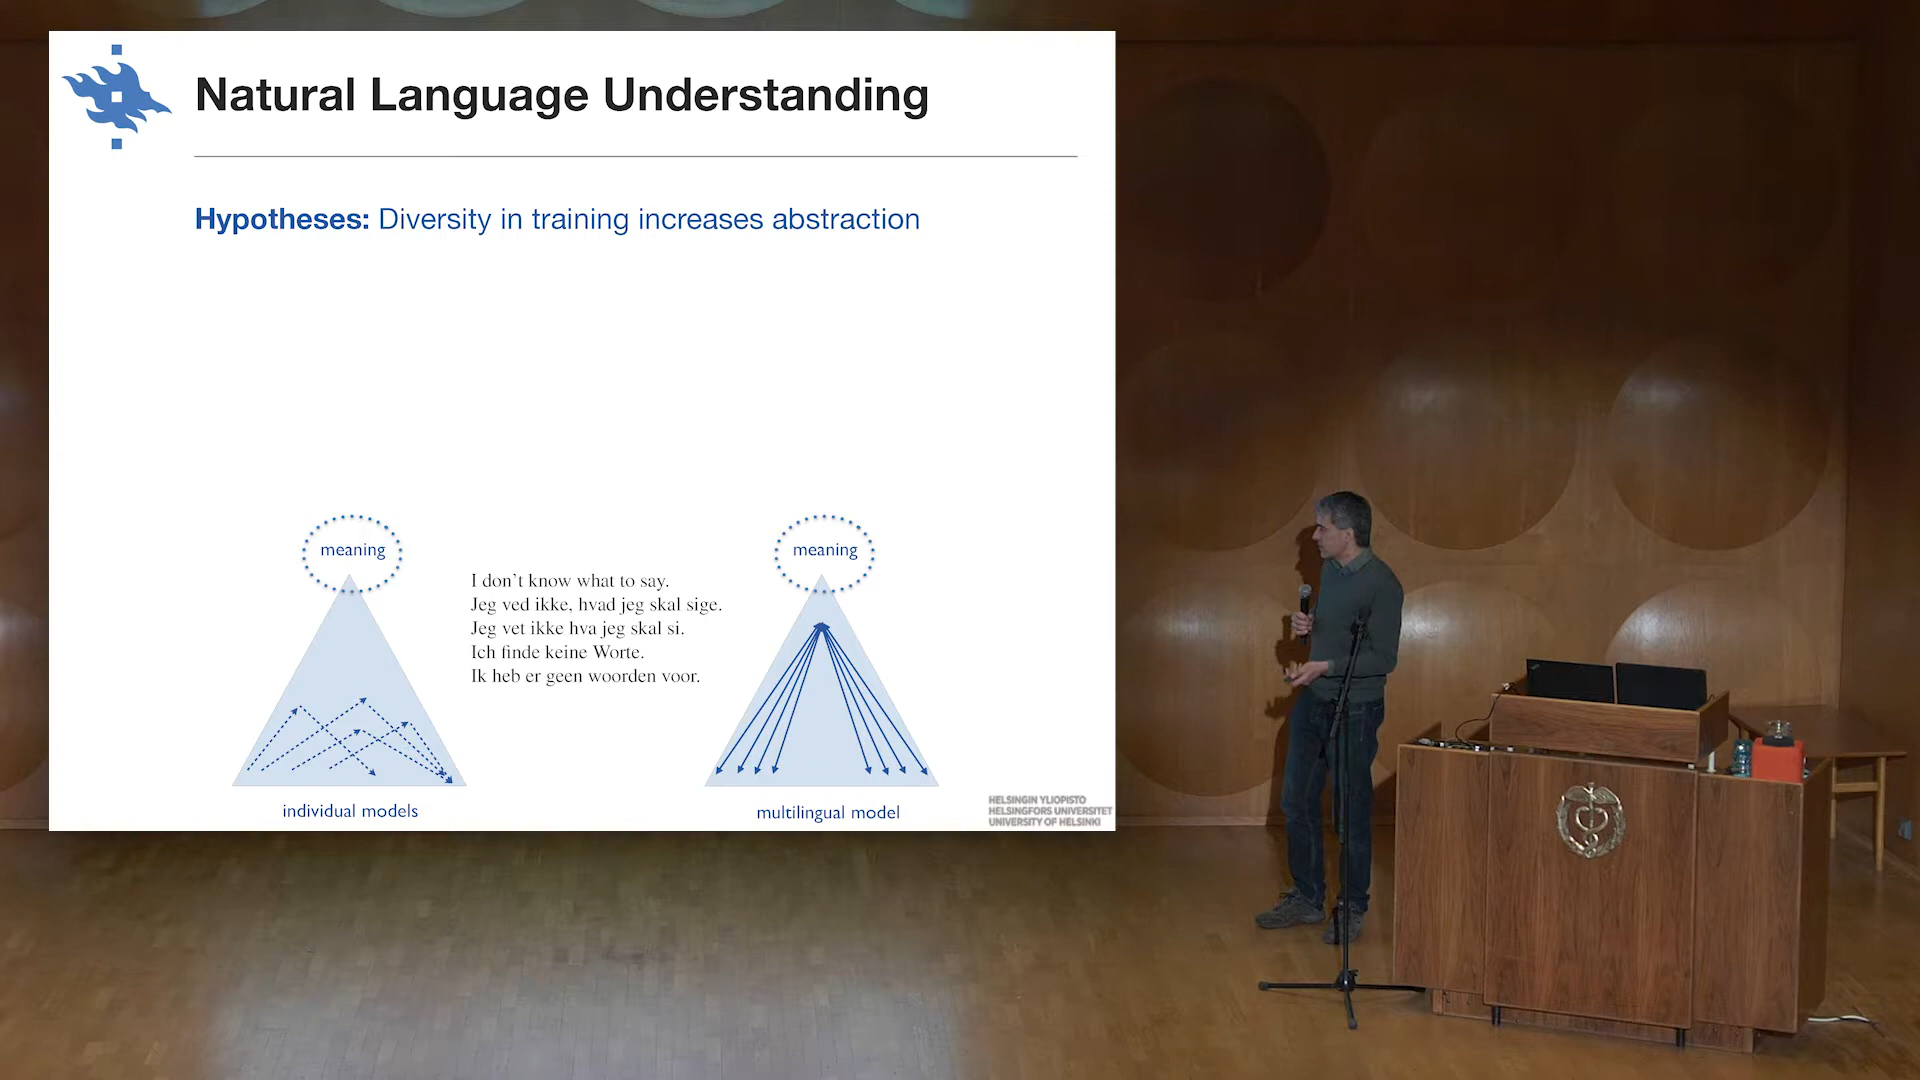 Natural Language Understanding
Hypotheses: Diversity in training increases abstraction
meaning
meaning
I don't know what to say.
Jeg ved ikke, hvad jeg skal sige.
Jeg vet ikke hva jeg skal si.
Ich finde keine Worte.
Ik heb er geen woorden voor.
individual models
multilingual model
HELSINGIN YLIOPISTO
HELSINGFORS UNIVERSITET
UNIVERSITY OF HELSINKI